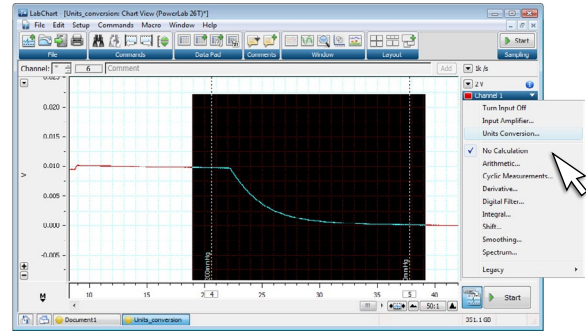 LabChart - [Units_conversion: Chart View (PowerLab 26T)*]
File Edit Setup Commands Macro Window Help
File Commands Data Pad Comments Window Layout Sampling
Start
Channel: * 6 Comment Add 1k /s
0.025
2 V
Channel 1
Turn Input Off
Input Amplifier...
Units Conversion...
No Calculation
Arithmetic...
Cyclic Measurements...
Derivative...
Digital Filter...
Integral...
Shift...
Smoothing...
Spectrum...
Legacy
0.020
0.015
0.010
V
0.005
0.000
-0.005
200mmHg
0mmHg
10 2 4 25 30 35 5 40
M
50:1
Start
Document1 Units_conversion
351.1 GB